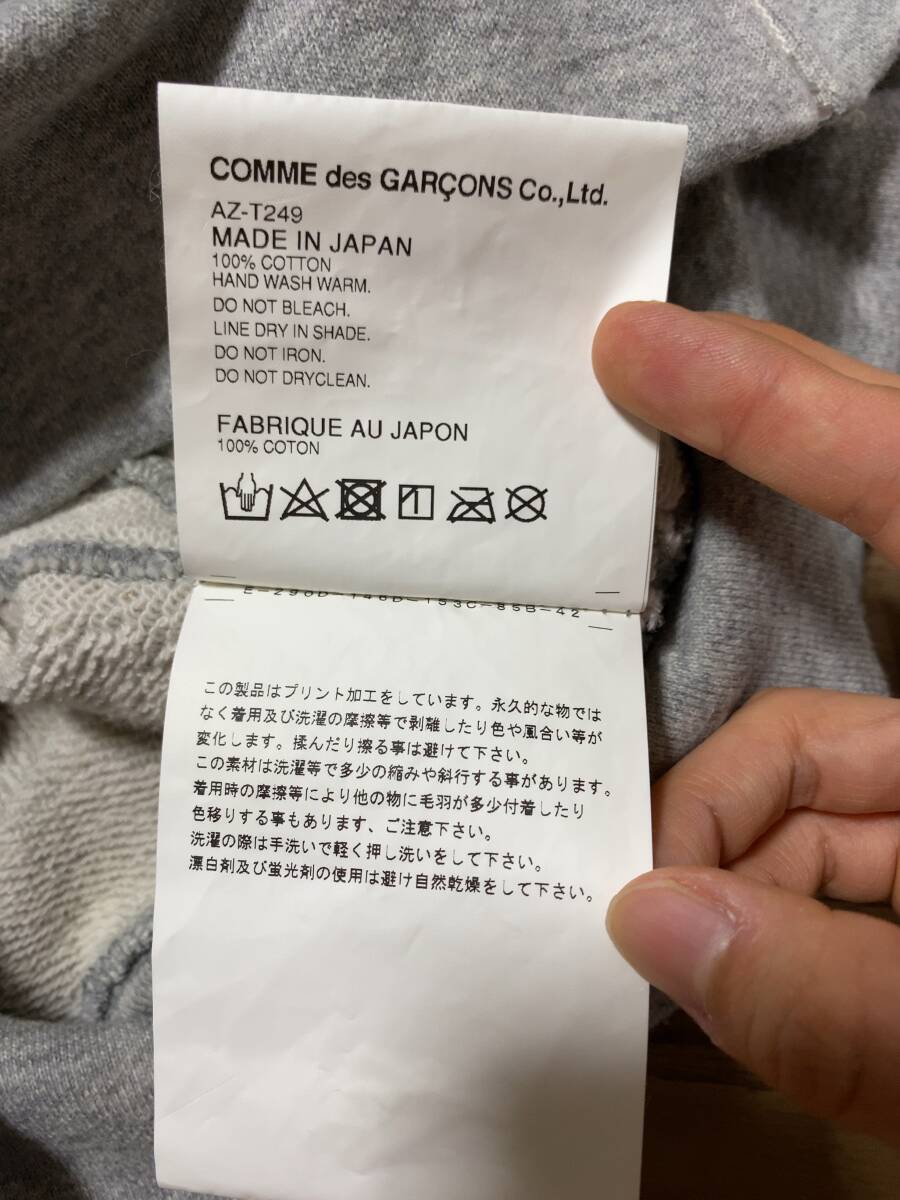 COMME des GARÇONS Co.,Ltd.
AZ-T249
MADE IN JAPAN
100% COTTON
HAND WASH WARM.
DO NOT BLEACH.
LINE DRY IN SHADE.
DO NOT IRON.
DO NOT DRYCLEAN.
FABRIQUE AU JAPON
100% COTON
E-290D-146D-153C-85B-42
この製品はプリント加工をしています。永久的な物では
なく着用及び洗濯の摩擦等で剥離したり色や風合い等が
変化します。揉んだり擦る事は避けて下さい。
この素材は洗濯等で多少の縮みや斜行する事があります。
着用時の摩擦等により他の物に毛羽が多少付着したり
色移りする事もあります、ご注意下さい。
洗濯の際は手洗いで軽く押し洗いをして下さい。
漂白剤及び蛍光剤の使用は避け自然乾燥をして下さい。